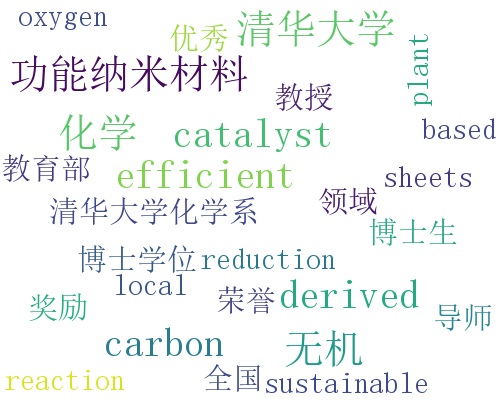 oxygen
优秀
清华大学
功能纳米材料
plant
教授
化学
catalyst
based
教育部
efficient
sheets
领域
清华大学化学系
博士生
博士学位
reduction
local
荣誉
derived
奖励
导师
carbon
无机
reaction
全国
sustainable